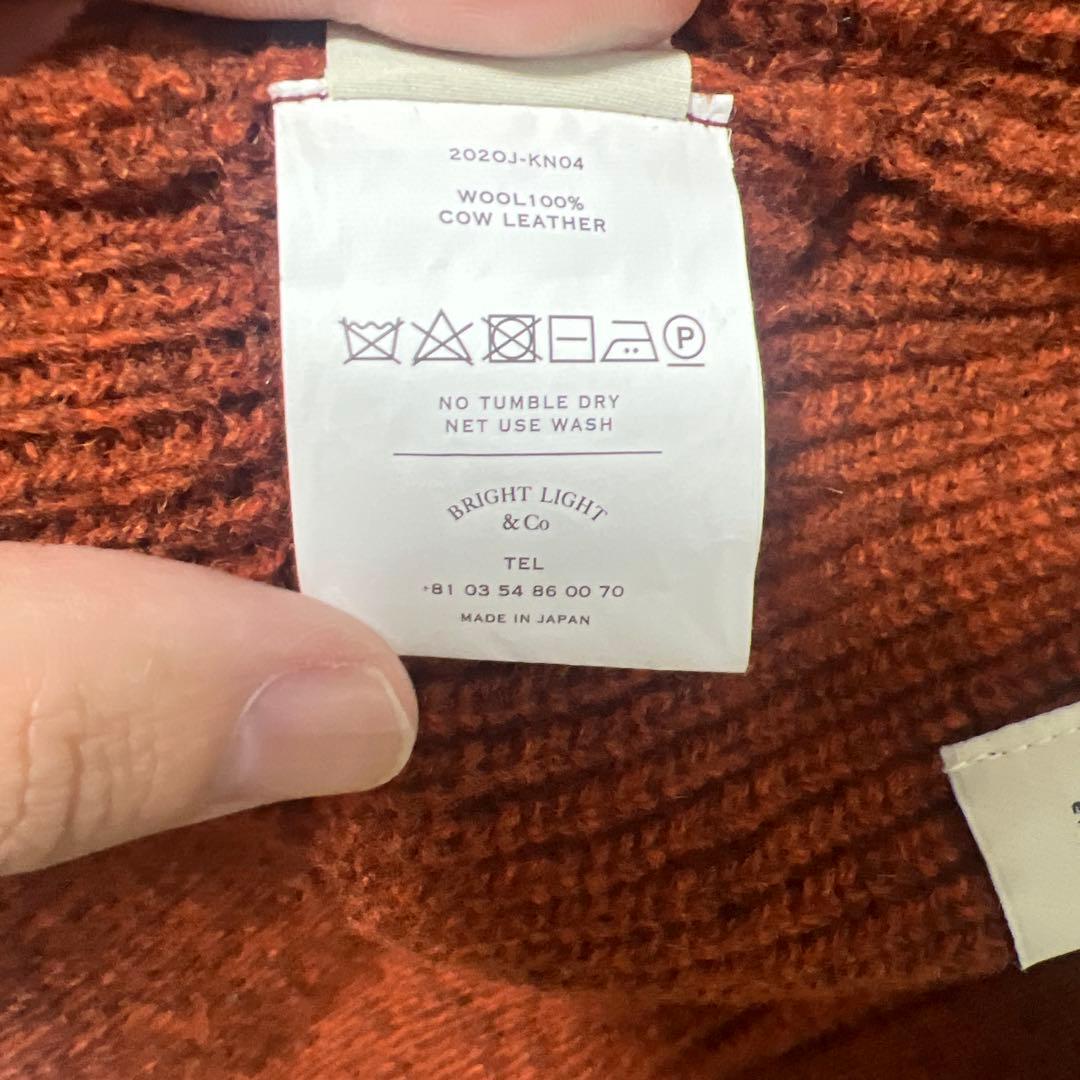 202OJ-KN04
WOOL100%
COW LEATHER
P
NO TUMBLE DRY
NET USE WASH
BRIGHT LIGHT
& Co
TEL
+81 03 54 86 00 70
MADE IN JAPAN